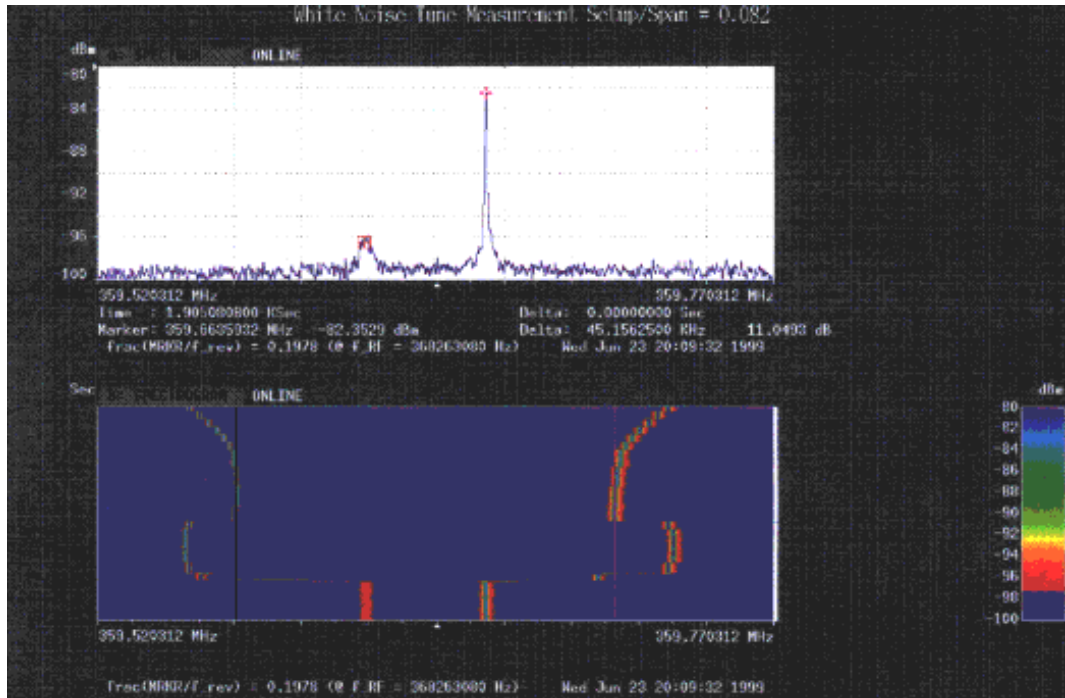 White Noise Tune Measurement Setup/Span = 0.082
dBm
ONLINE
-80
-84
-88
-92
-96
-100
359.520312 MHz 359.770312 MHz
Time : 1.905000800 KSec Delta: 0.00000000 Sec
Marker: 359.6635932 MHz -82.3529 dBm Delta: 45.1562500 KHz 11.0493 dB
frac(MRKR/f_rev) = 0.1978 (@ F_RF = 368263080 Hz) Wed Jun 23 20:09:32 1999
Sec
ONLINE
dBm
-80
-82
-84
-86
-88
-90
-92
-94
-96
-98
-100
359.520312 MHz 359.770312 MHz
frac(MRKR/f_rev) = 0.1978 (@ F_RF = 368263080 Hz) Wed Jun 23 20:09:32 1999